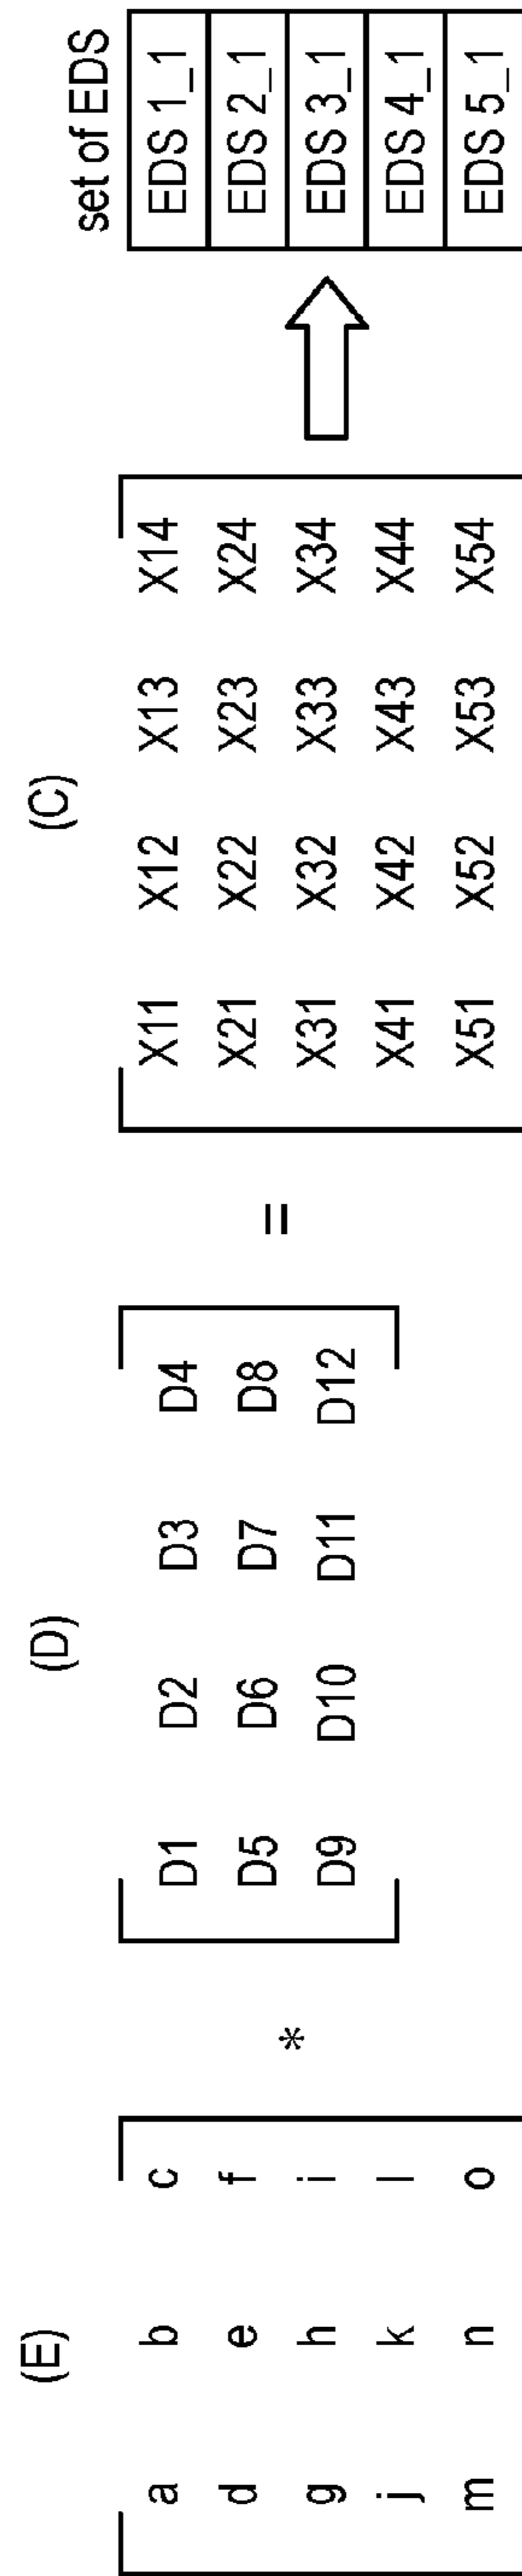 (E) (D) (C) set of EDS
a b c D1 D2 D3 D4 X11 X12 X13 X14 EDS 1_1
d e f * D5 D6 D7 D8 = X21 X22 X23 X24 EDS 2_1
g h i D9 D10 D11 D12 X31 X32 X33 X34 EDS 3_1
j k l X41 X42 X43 X44 EDS 4_1
m n o X51 X52 X53 X54 EDS 5_1